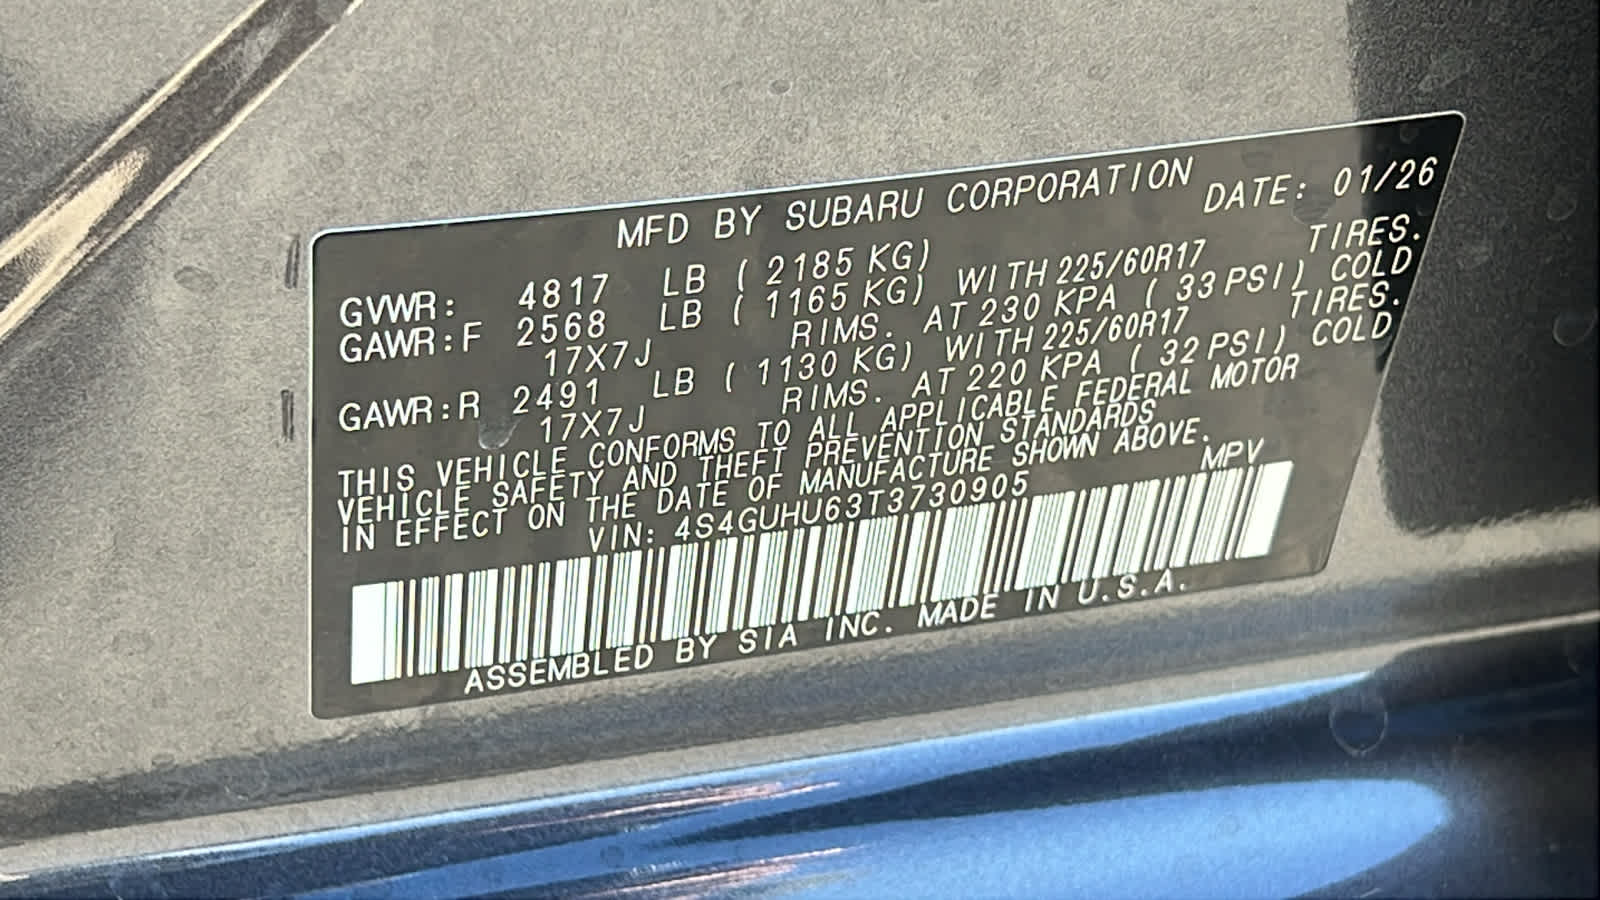 MFD BY SUBARU CORPORATION DATE: 01/26
GVWR: 4817 LB ( 2185 KG)
GAWR:F 2568 LB ( 1165 KG) WITH 225/60R17 TIRES.
17X7J RIMS. AT 230 KPA ( 33 PSI) COLD
GAWR:R 2491 LB ( 1130 KG) WITH 225/60R17 TIRES.
17X7J RIMS. AT 220 KPA ( 32 PSI) COLD
THIS VEHICLE CONFORMS TO ALL APPLICABLE FEDERAL MOTOR
VEHICLE SAFETY AND THEFT PREVENTION STANDARDS
IN EFFECT ON THE DATE OF MANUFACTURE SHOWN ABOVE.
VIN: 4S4GUHU63T3730905 MPV
ASSEMBLED BY SIA INC. MADE IN U.S.A.